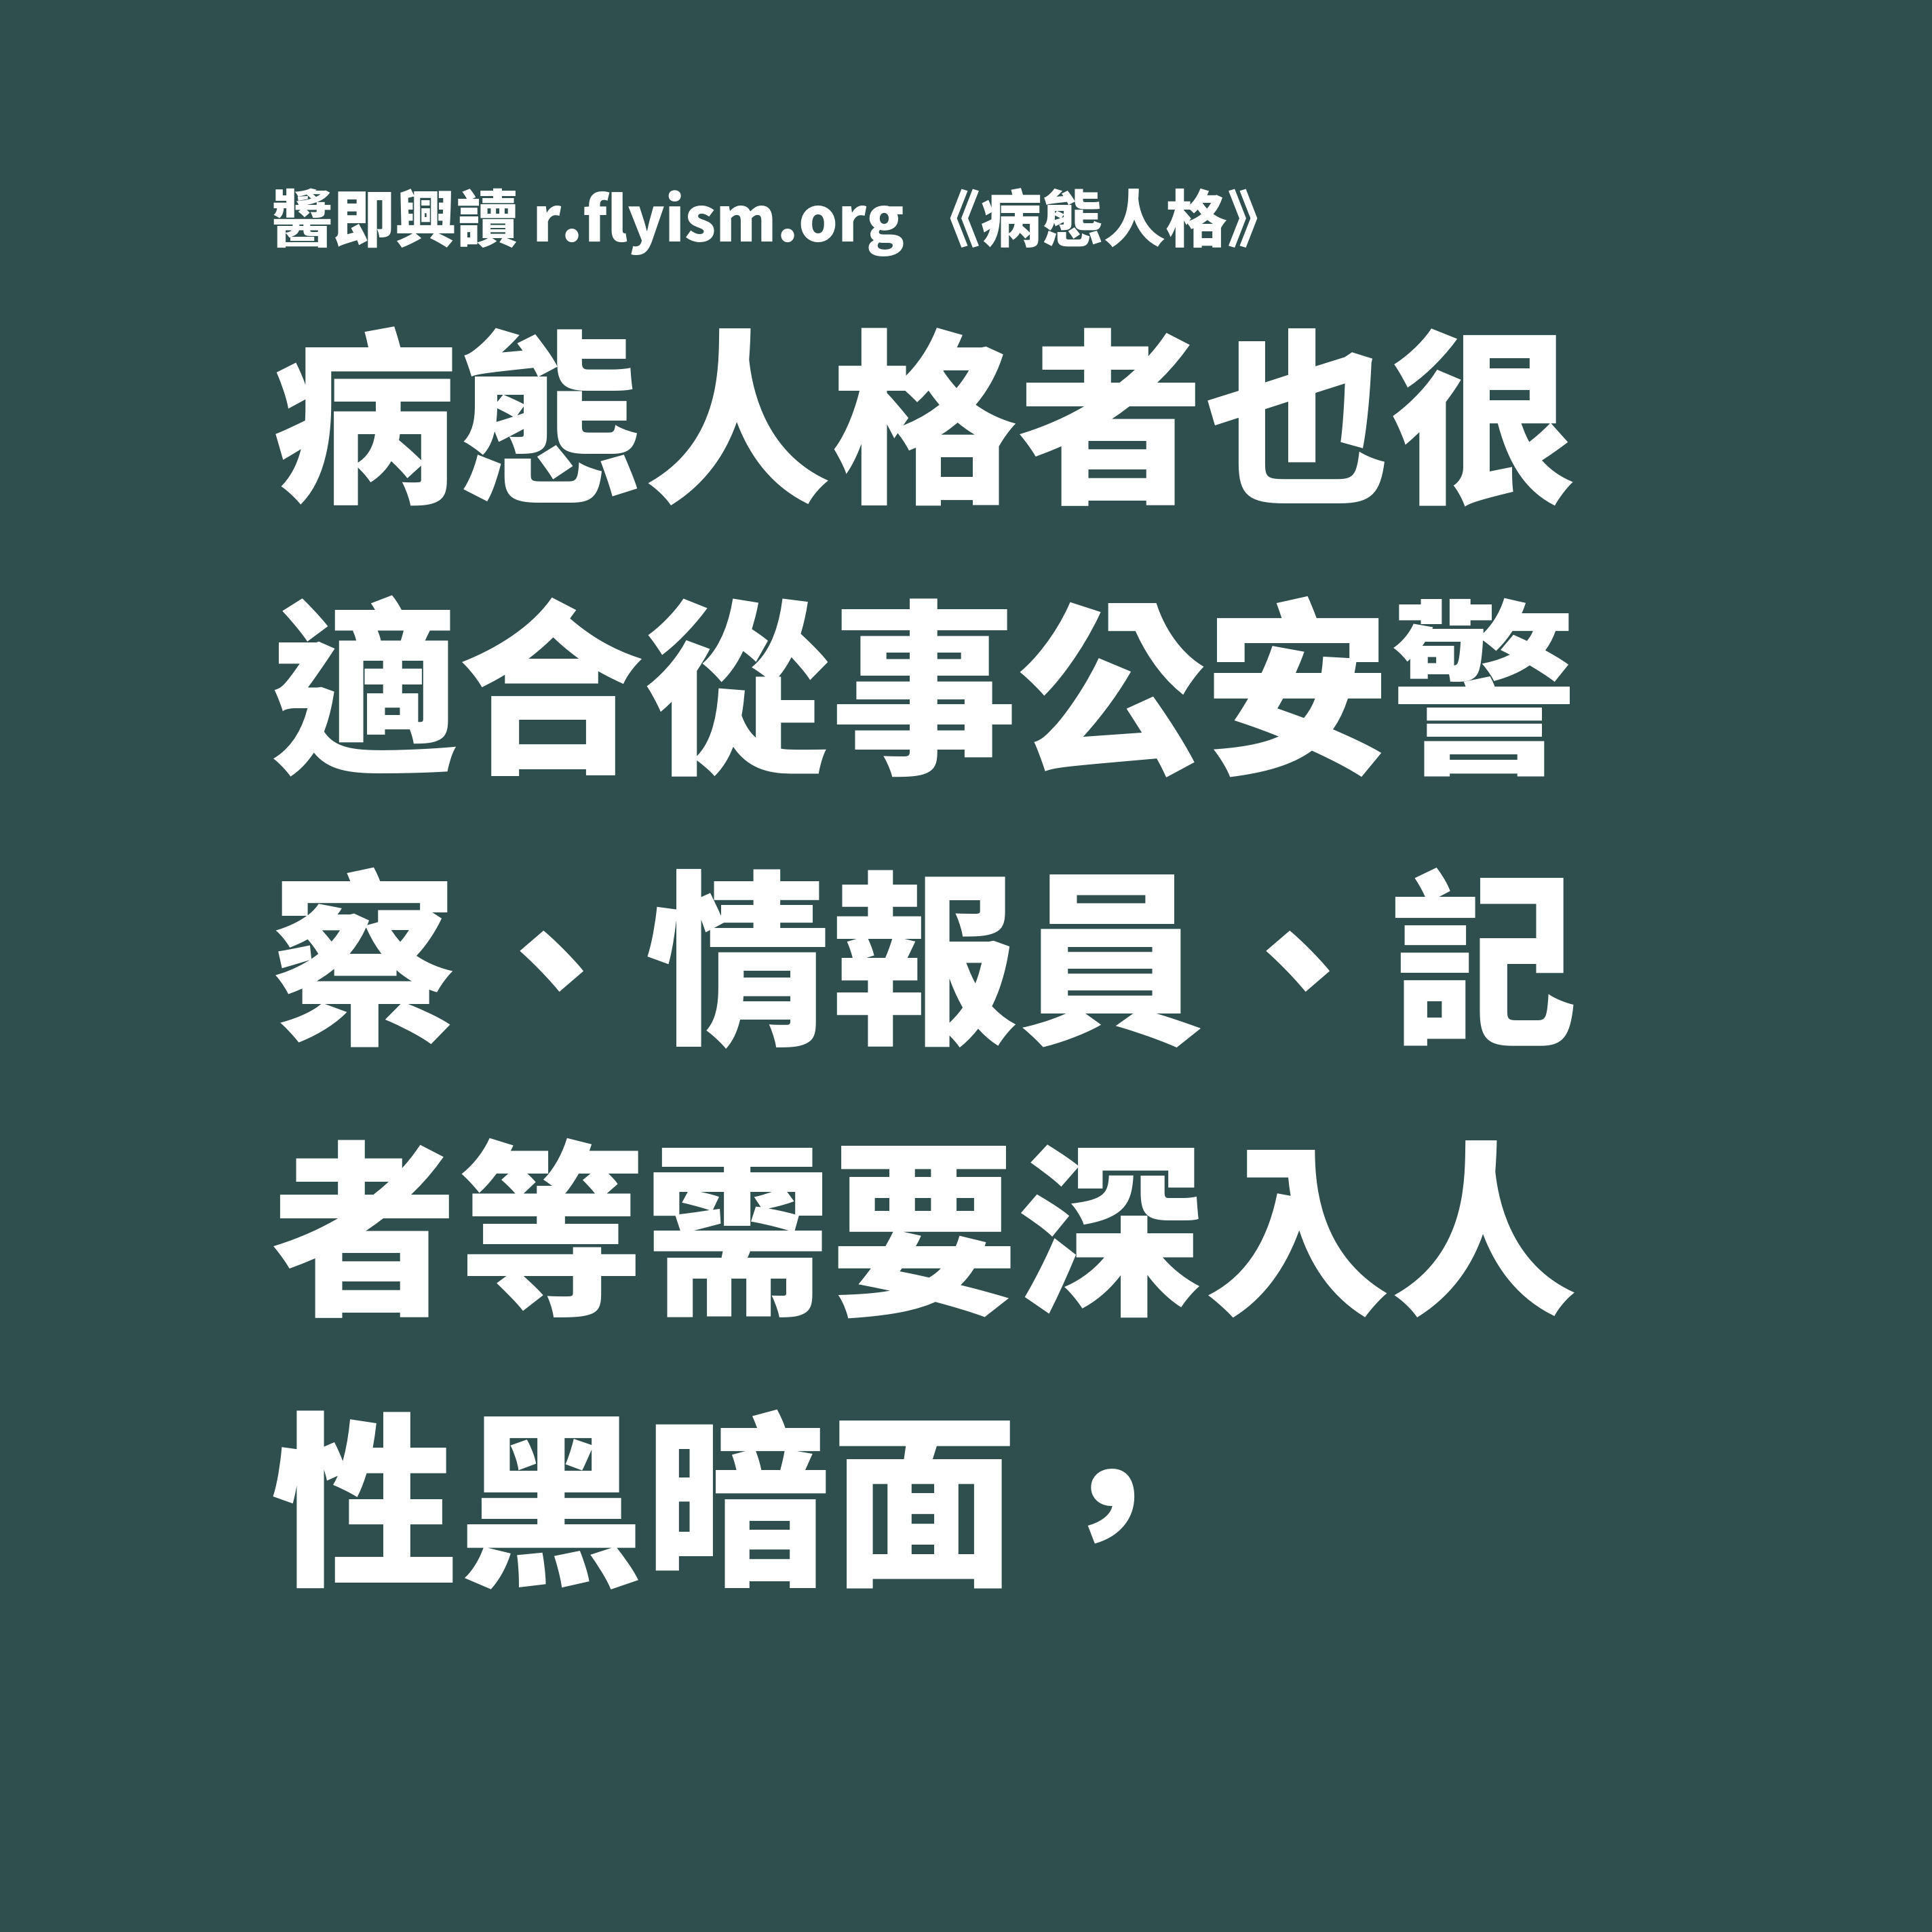 豔即興讀 r.flyism.org 《病態人格》
病態人格者也很
適合從事公安警
察、情報員、記
者等需要深入人
性黑暗面，